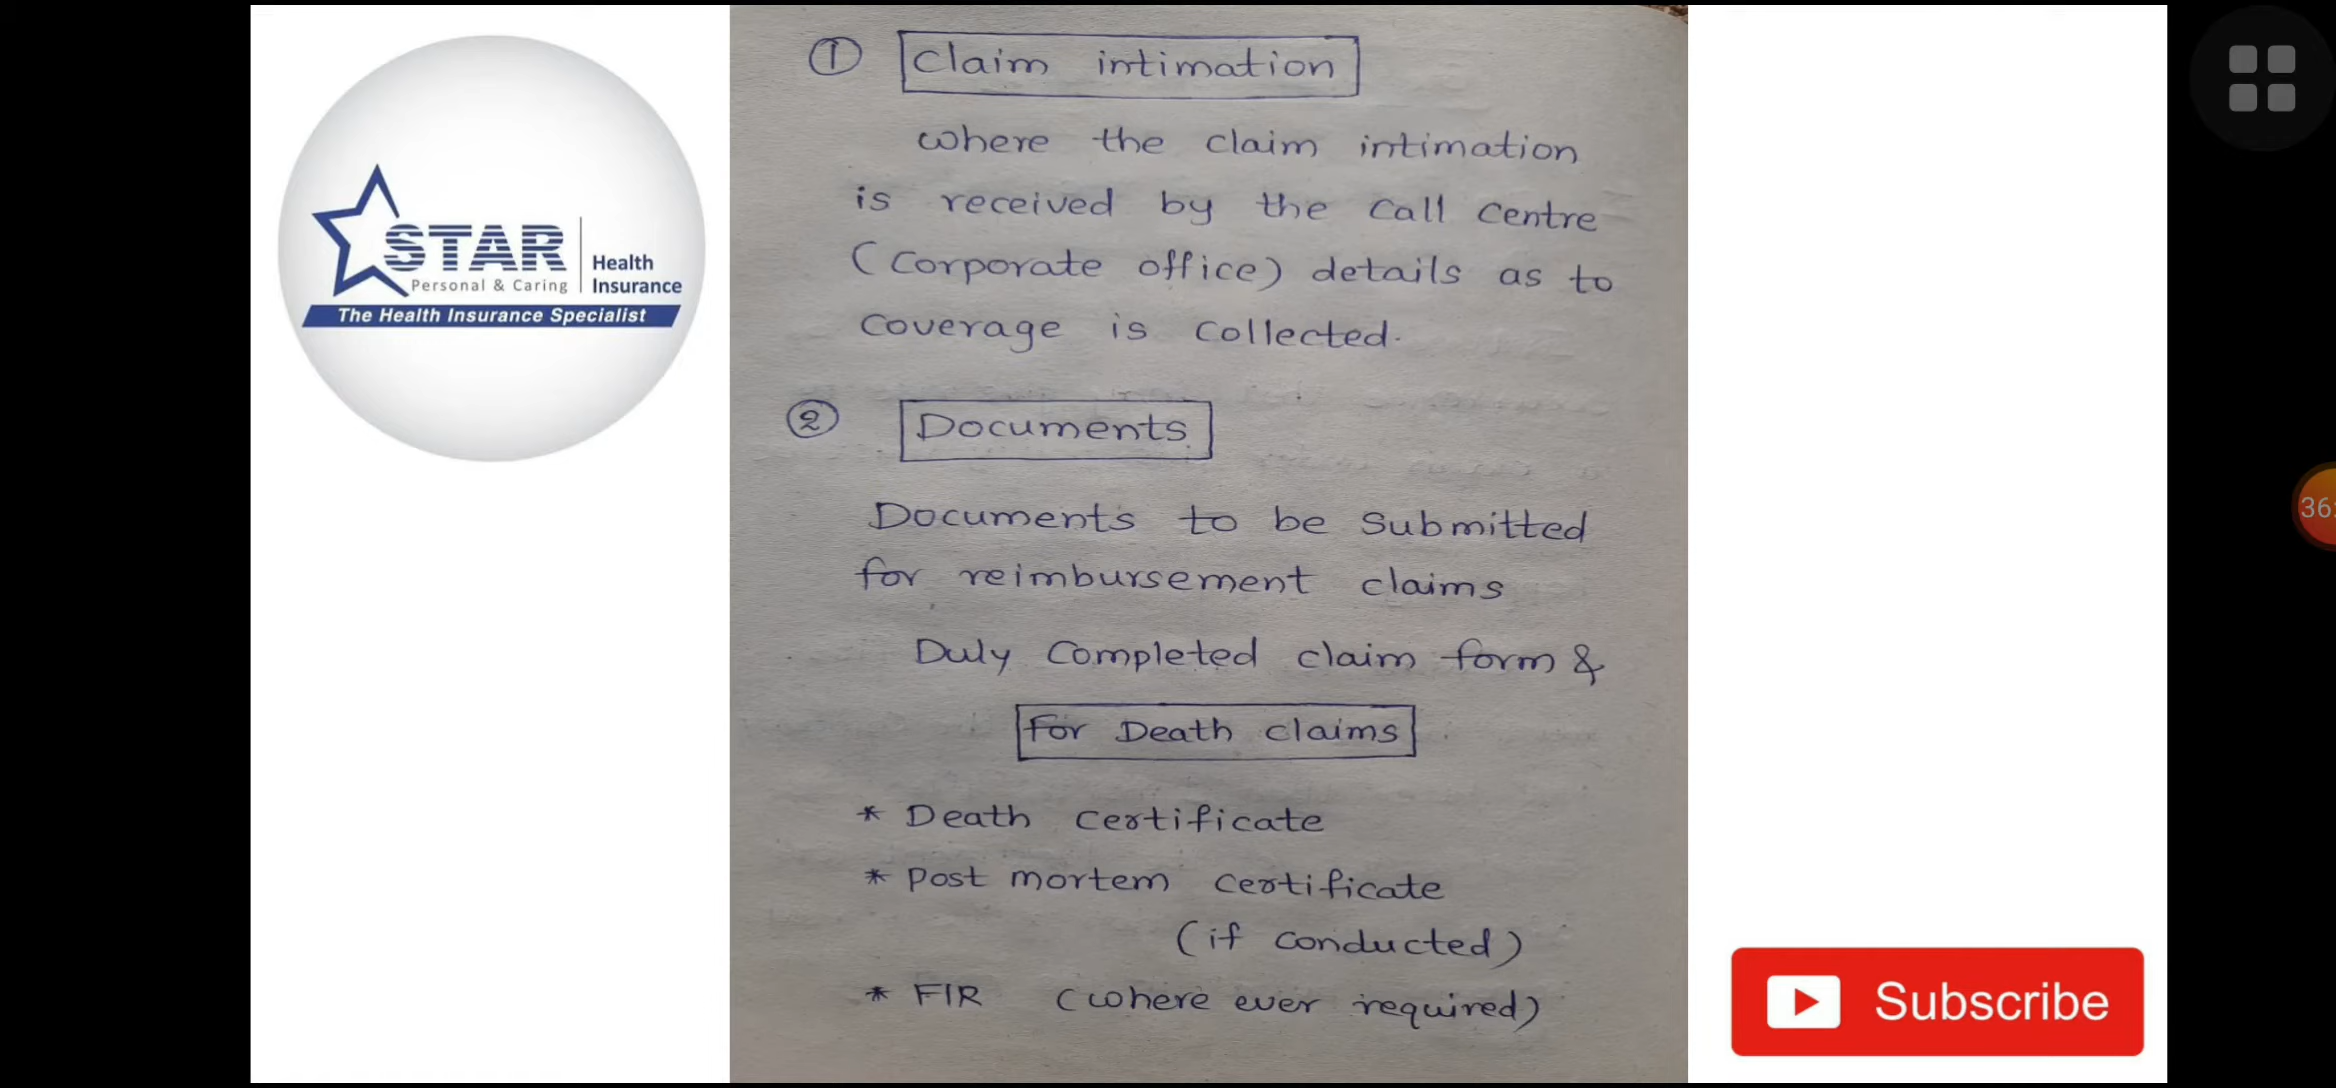 STAR
Health
Personal & Caring
Insurance
The Health Insurance Specialist
① Claim intimation
where the claim intimation
is received by the call centre
(corporate office) details as to
coverage is collected.
② Documents
Documents to be submitted
for reimbursement claims
Duly completed claim form &
For Death claims
* Death certificate
* Post mortem certificate
(if conducted)
* FIR (where ever required)
36:
Subscribe